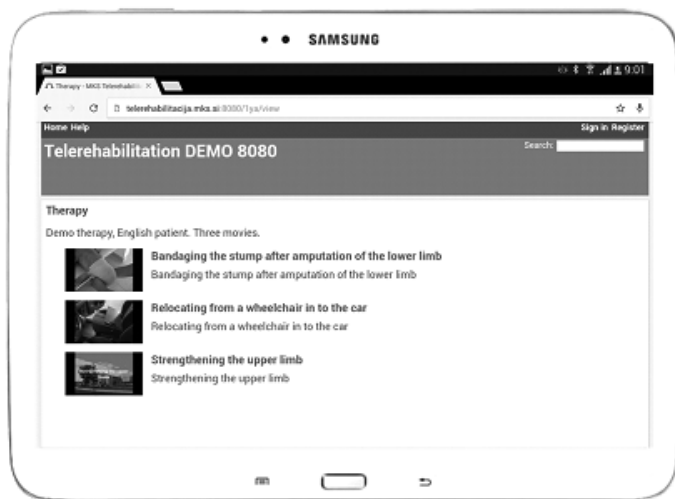 SAMSUNG
9:01
Therapy - MKS Telerehabilit
telerehabilitacija.mks.si:8080/1ya/view
Home Help
Sign in Register
Telerehabilitation DEMO 8080
Search:
Therapy
Demo therapy, English patient. Three movies.
Bandaging the stump after amputation of the lower limb
Bandaging the stump after amputation of the lower limb
Relocating from a wheelchair in to the car
Relocating from a wheelchair in to the car
Strengthening the upper limb
Strengthening the upper limb